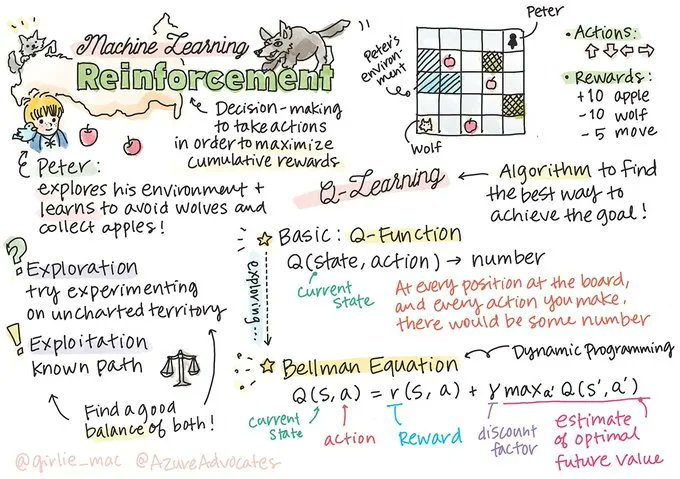 Machine Learning
Reinforcement
Decision-making
to take actions
in order to maximize
cumulative rewards
Peter:
explores his environment +
learns to avoid wolves and
collect apples!
Peter
Peter's
environ-
ment
wolf
• Actions:
⇧⇩⇦⇨
• Rewards:
+10 apple
-10 wolf
-5 move
Q-Learning
Algorithm to find
the best way to
achieve the goal!
? Exploration
try experimenting
on uncharted territory
! Exploitation
known path
Find a good
balance of both!
exploring...
Basic: Q-Function
Q(state, action) → number
current
state
At every position at the board,
and every action you make,
there would be some number
Bellman Equation
Dynamic Programming
Q(s, a) = r(s, a) + γ maxa' Q(s', a')
current
state
action
Reward
discount
factor
estimate
of optimal
future value
@girlie_mac @AzureAdvocates